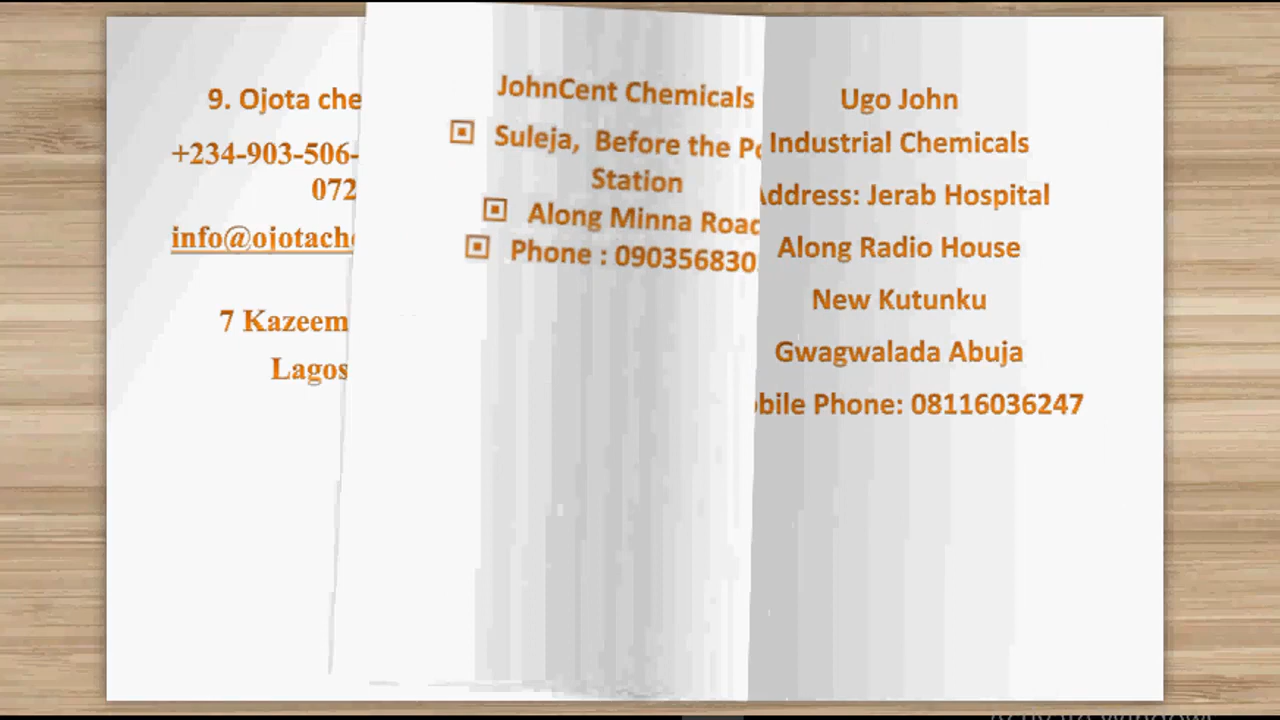 9. Ojota che
+234-903-506-
072
info@ojotach
7 Kazeem
Lagos
JohnCent Chemicals
Suleja, Before the
Station
Along Minna Road
Phone : 090356830
Ugo John
Industrial Chemicals
Address: Jerab Hospital
Along Radio House
New Kutunku
Gwagwalada Abuja
bile Phone: 08116036247